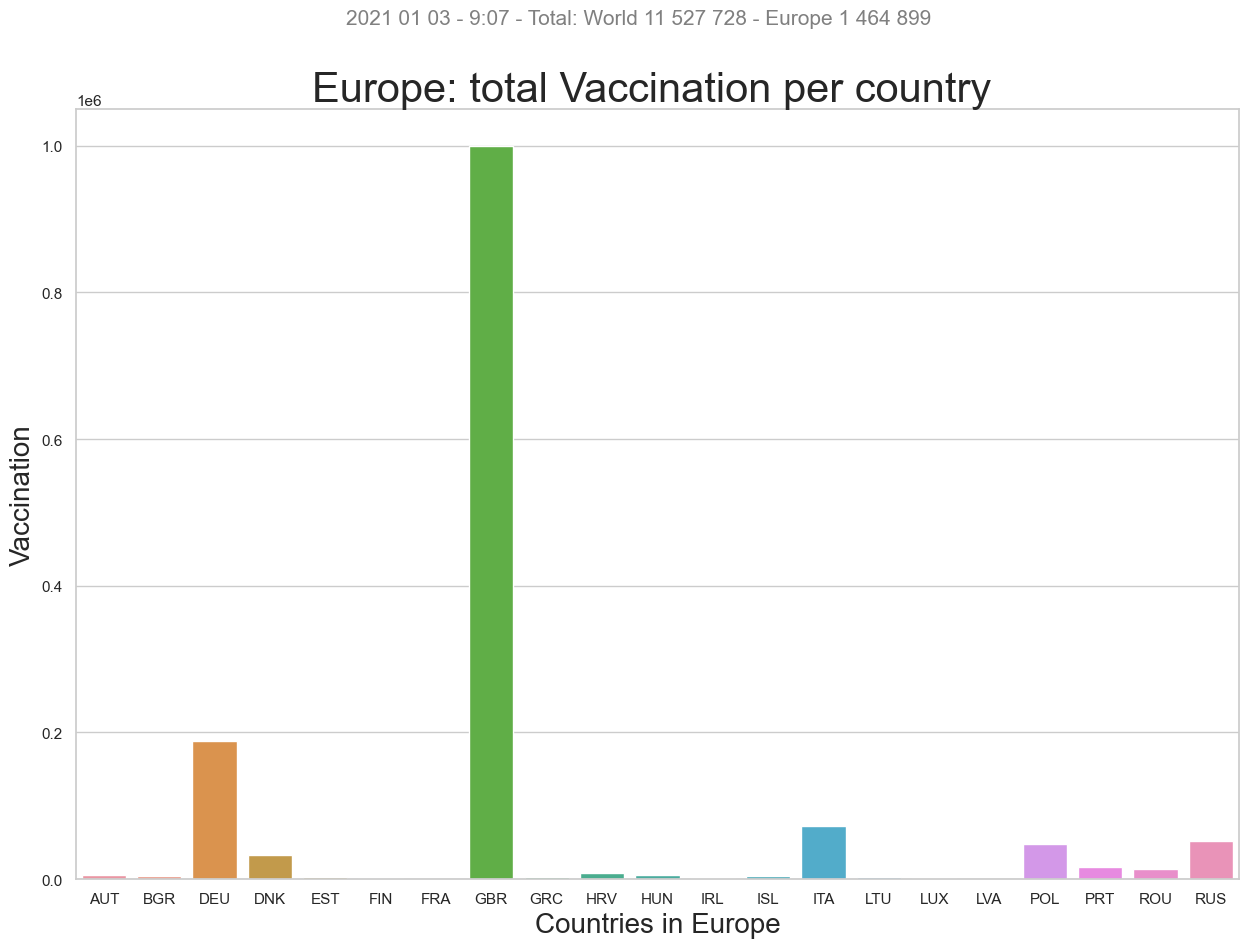 2021 01 03 - 9:07 - Total: World 11 527 728 - Europe 1 464 899
Europe: total Vaccination per country
1e6
1.0
0.8
0.6
0.4
0.2
0.0
Vaccination
AUT BGR DEU DNK EST FIN FRA GBR GRC HRV HUN IRL ISL ITA LTU LUX LVA POL PRT ROU RUS
Countries in Europe